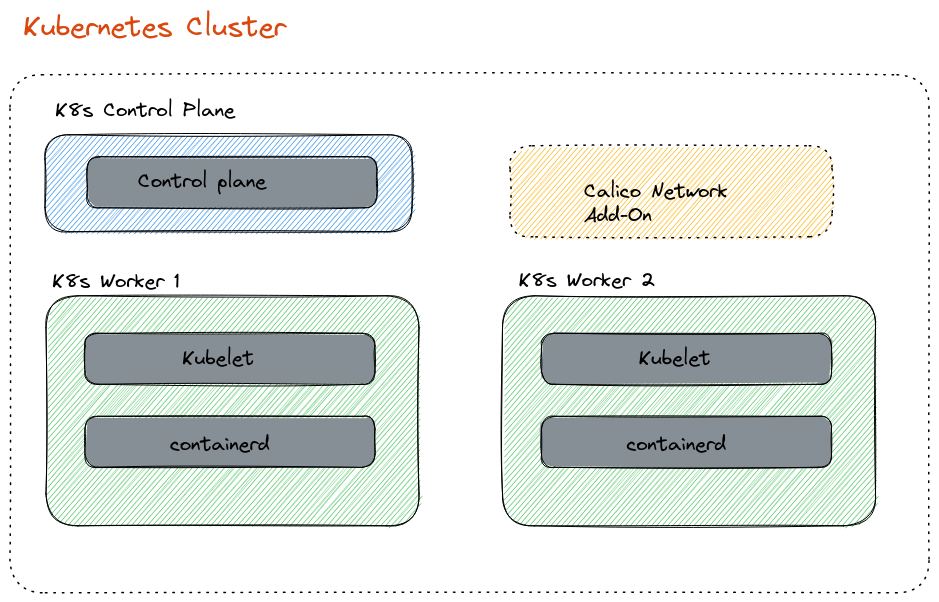 Kubernetes Cluster
K8s Control Plane
Control plane
Calico Network
Add-On
K8s Worker 1
K8s Worker 2
Kubelet
Kubelet
containerd
containerd